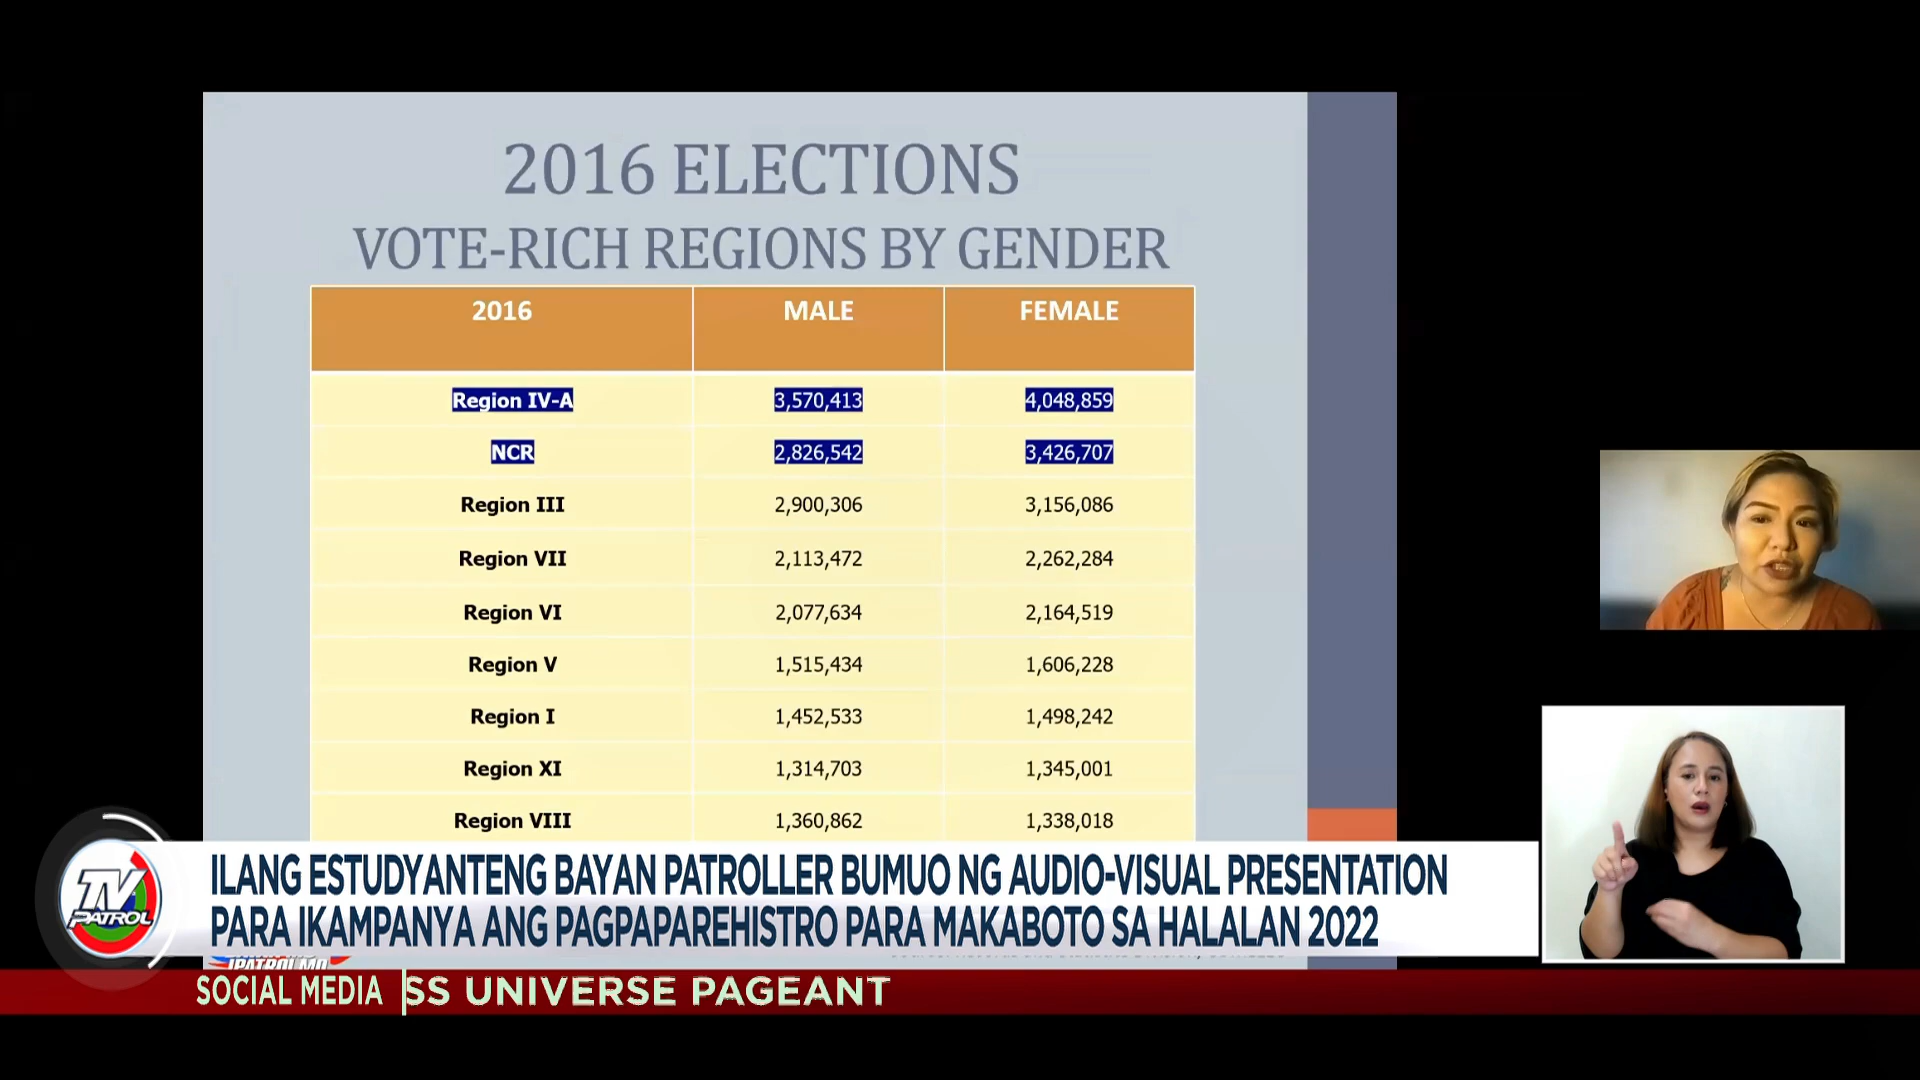 2016 ELECTIONS
VOTE-RICH REGIONS BY GENDER
2016 MALE FEMALE
Region IV-A 3,570,413 4,048,859
NCR 2,826,542 3,426,707
Region III 2,900,306 3,156,086
Region VII 2,113,472 2,262,284
Region VI 2,077,634 2,164,519
Region V 1,515,434 1,606,228
Region I 1,452,533 1,498,242
Region XI 1,314,703 1,345,001
Region VIII 1,360,862 1,338,018
TV PATROL
ILANG ESTUDYANTENG BAYAN PATROLLER BUMUO NG AUDIO-VISUAL PRESENTATION
PARA IKAMPANYA ANG PAGPAPAREHISTRO PARA MAKABOTO SA HALALAN 2022
SOCIAL MEDIA SS UNIVERSE PAGEANT